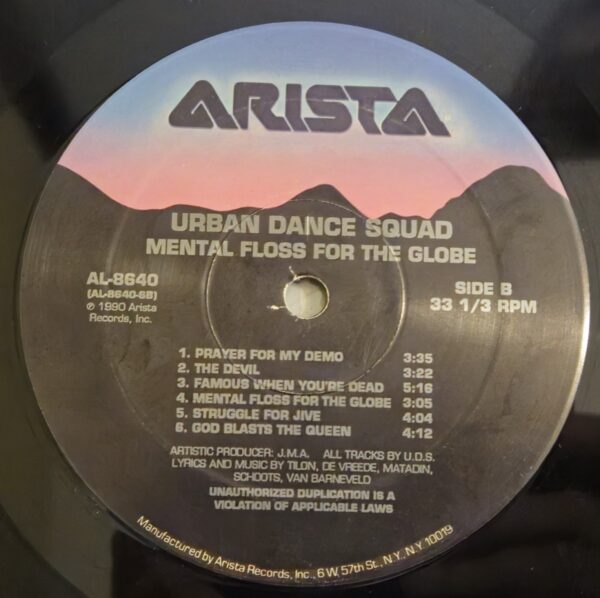 ARISTA
URBAN DANCE SQUAD
MENTAL FLOSS FOR THE GLOBE
AL-8640
(AL-8640-SB)
℗ 1990 Arista
Records, Inc.
SIDE B
33 1/3 RPM
1. PRAYER FOR MY DEMO 3:35
2. THE DEVIL 3:22
3. FAMOUS WHEN YOU'RE DEAD 5:16
4. MENTAL FLOSS FOR THE GLOBE 3:05
5. STRUGGLE FOR JIVE 4:04
6. GOD BLASTS THE QUEEN 4:12
ARTISTIC PRODUCER: J.M.A. ALL TRACKS BY U.D.S.
LYRICS AND MUSIC BY TILON, DE VREEDE, MATADIN,
SCHOOTS, VAN BARNEVELD
UNAUTHORIZED DUPLICATION IS A
VIOLATION OF APPLICABLE LAWS
Manufactured by Arista Records, Inc., 6 W. 57th St., N.Y., N.Y. 10019